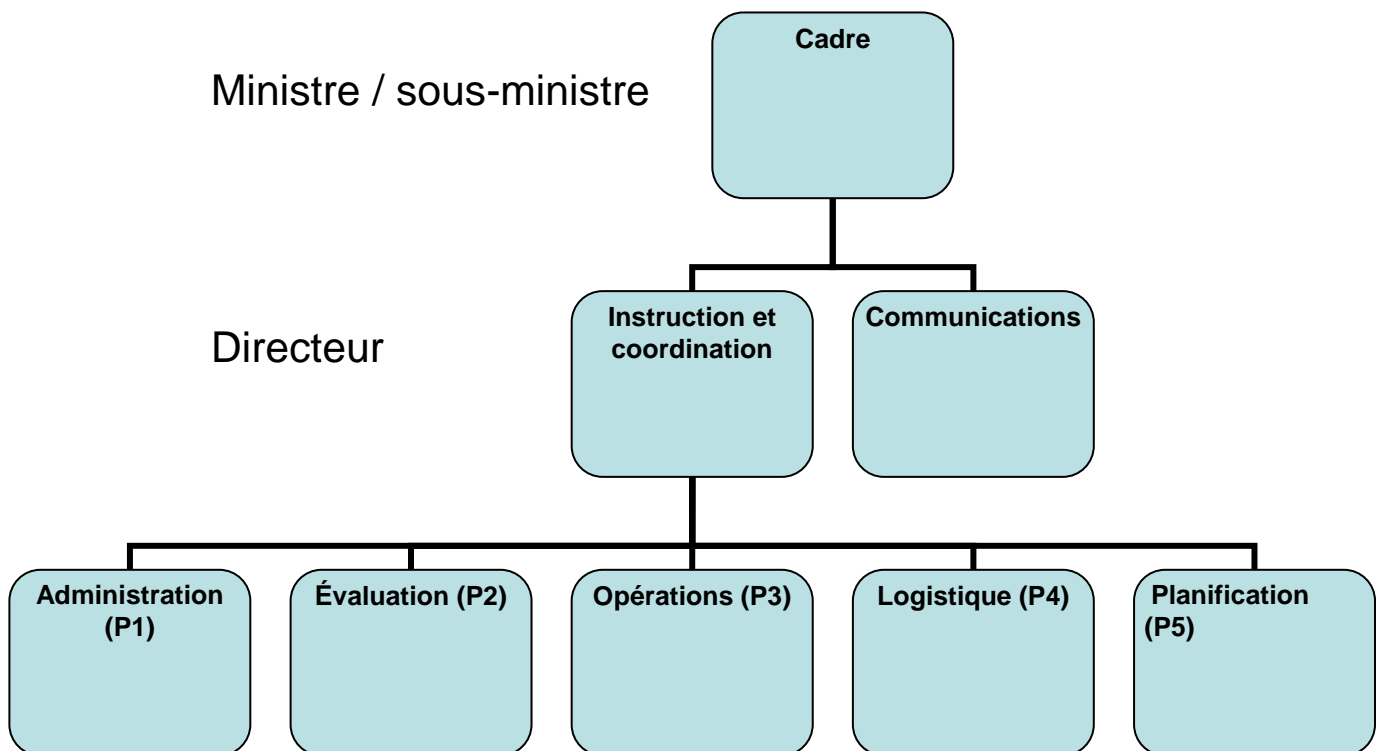 Cadre
Ministre / sous-ministre
Instruction et
coordination
Communications
Directeur
Administration
(P1)
Évaluation (P2)
Opérations (P3)
Logistique (P4)
Planification
(P5)